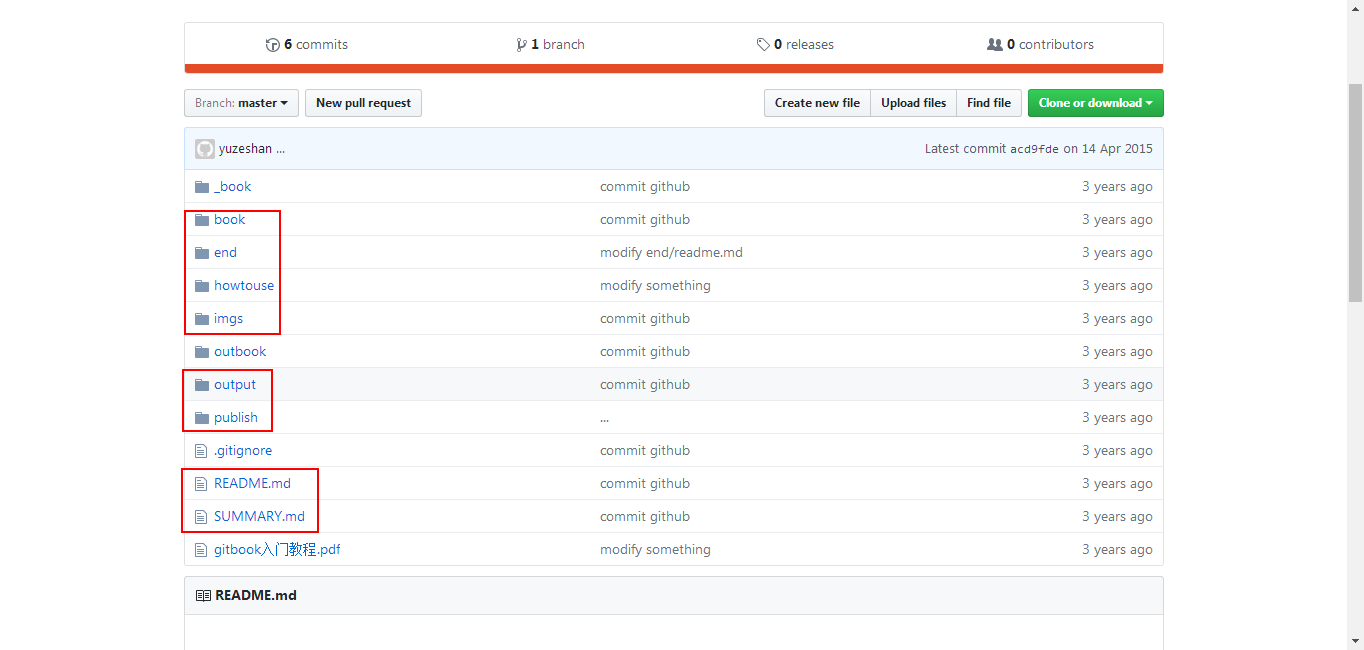 6 commits 1 branch 0 releases 0 contributors
Branch: master New pull request Create new file Upload files Find file Clone or download
yuzeshan ... Latest commit acd9fde on 14 Apr 2015
_book commit github 3 years ago
book commit github 3 years ago
end modify end/readme.md 3 years ago
howtouse modify something 3 years ago
imgs commit github 3 years ago
outbook commit github 3 years ago
output commit github 3 years ago
publish ... 3 years ago
.gitignore commit github 3 years ago
README.md commit github 3 years ago
SUMMARY.md commit github 3 years ago
gitbook入门教程.pdf modify something 3 years ago
README.md